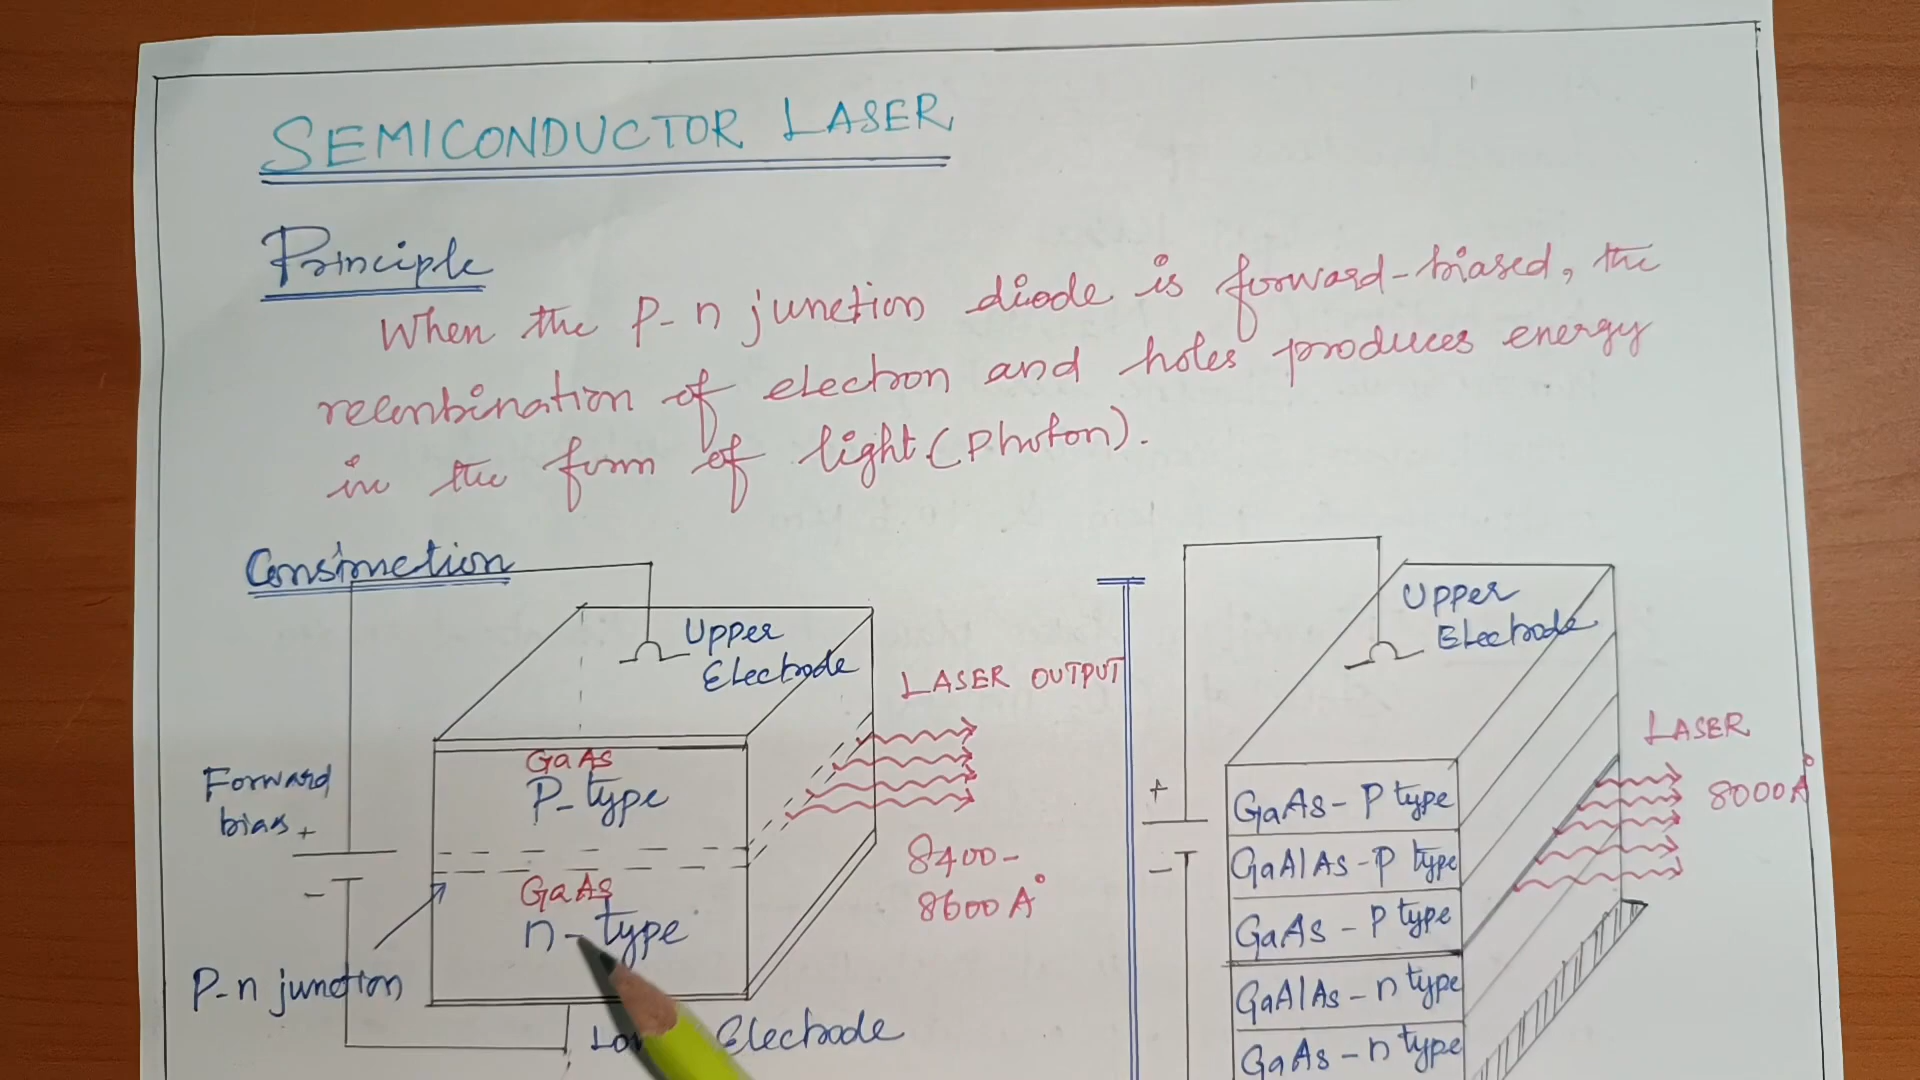 SEMICONDUCTOR LASER
Principle
When the P-n junction diode is forward-biased, the
recombination of electron and holes produces energy
in the form of light (Photon).
Construction
Upper
Electrode
LASER OUTPUT
GaAs
P-type
Forward
bias +
-
GaAs
n-type
8400-
8600 A°
P-n junction
Electrode
Upper
Electrode
LASER
8000A°
+
-
GaAs - P type
GaAlAs - P type
GaAs - P type
GaAlAs - n type
GaAs - n type